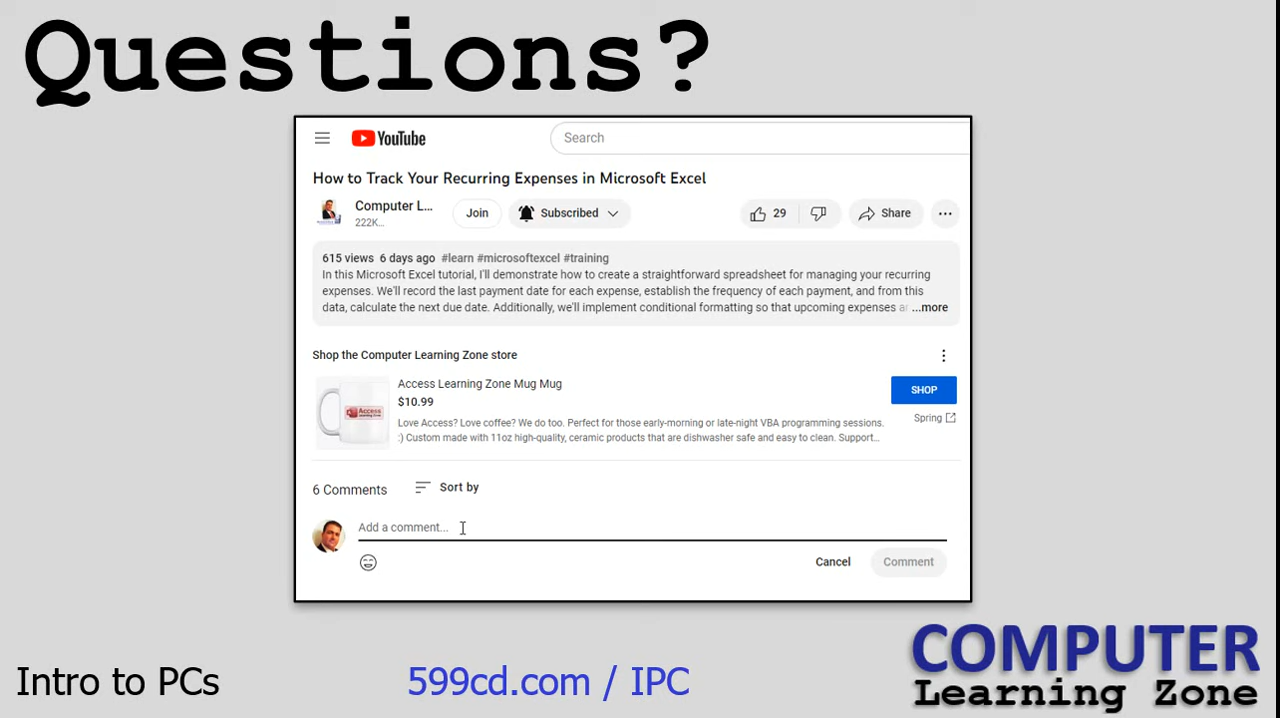 Questions?
YouTube
Search
How to Track Your Recurring Expenses in Microsoft Excel
Computer L...
222K...
Join
Subscribed
29
Share
615 views 6 days ago #learn #microsoftexcel #training
In this Microsoft Excel tutorial, I'll demonstrate how to create a straightforward spreadsheet for managing your recurring
expenses. We'll record the last payment date for each expense, establish the frequency of each payment, and from this
data, calculate the next due date. Additionally, we'll implement conditional formatting so that upcoming expenses a ...more
Shop the Computer Learning Zone store
Access Learning Zone Mug Mug
$10.99
Love Access? Love coffee? We do too. Perfect for those early-morning or late-night VBA programming sessions.
:) Custom made with 11oz high-quality, ceramic products that are dishwasher safe and easy to clean. Support...
SHOP
Spring
Access
6 Comments
Sort by
Add a comment...
Cancel
Comment
Intro to PCs
599cd.com / IPC
COMPUTER
Learning Zone